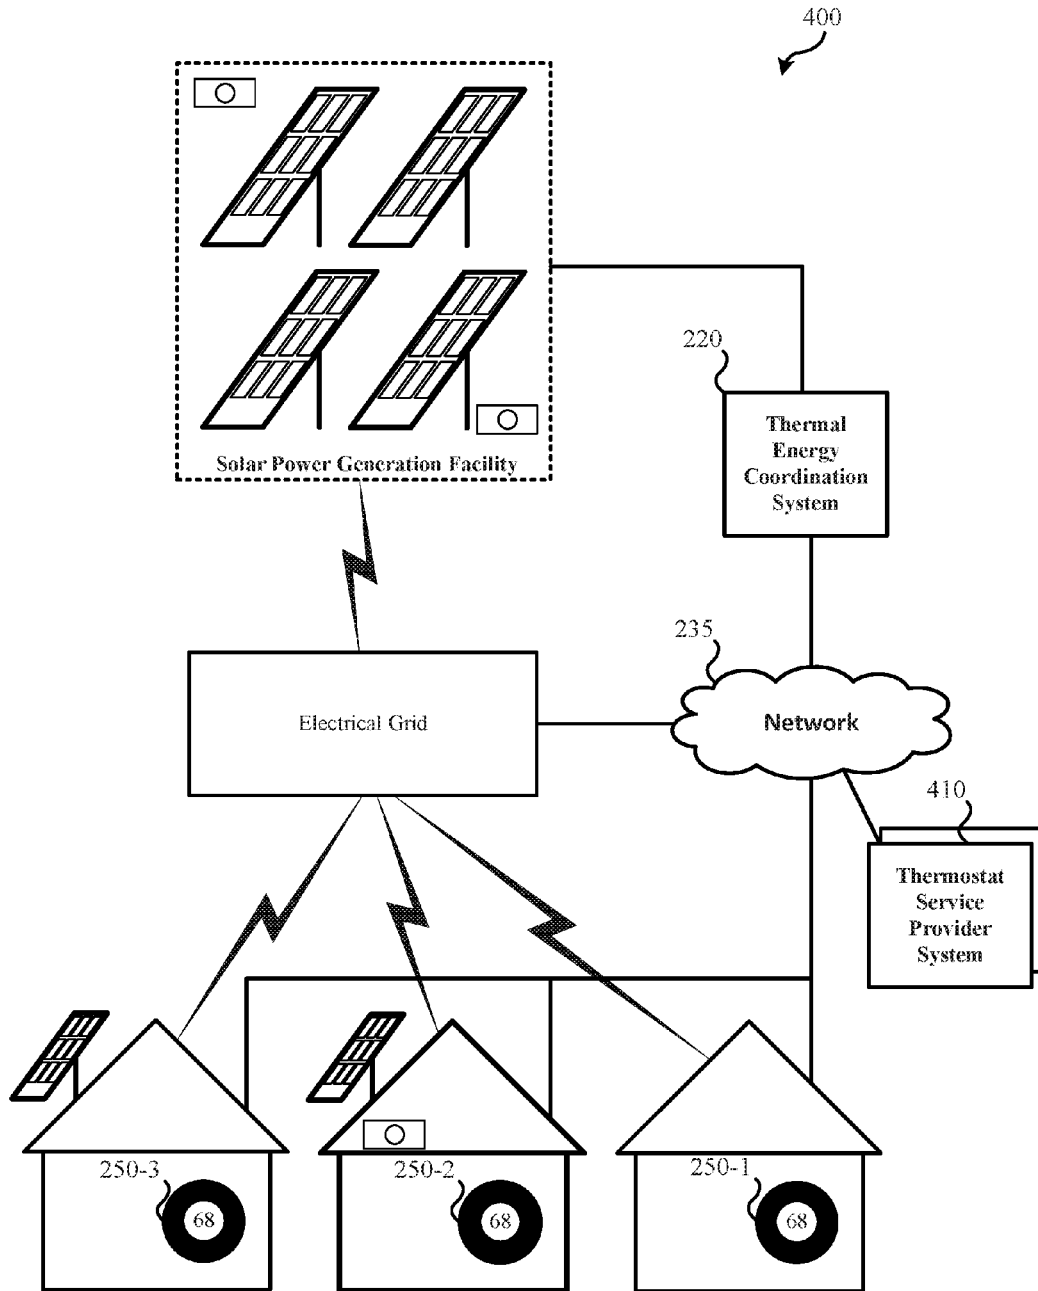 400
Solar Power Generation Facility
220
Thermal
Energy
Coordination
System
235
Network
Electrical Grid
410
Thermostat
Service
Provider
System
250-3
68
250-2
68
250-1
68